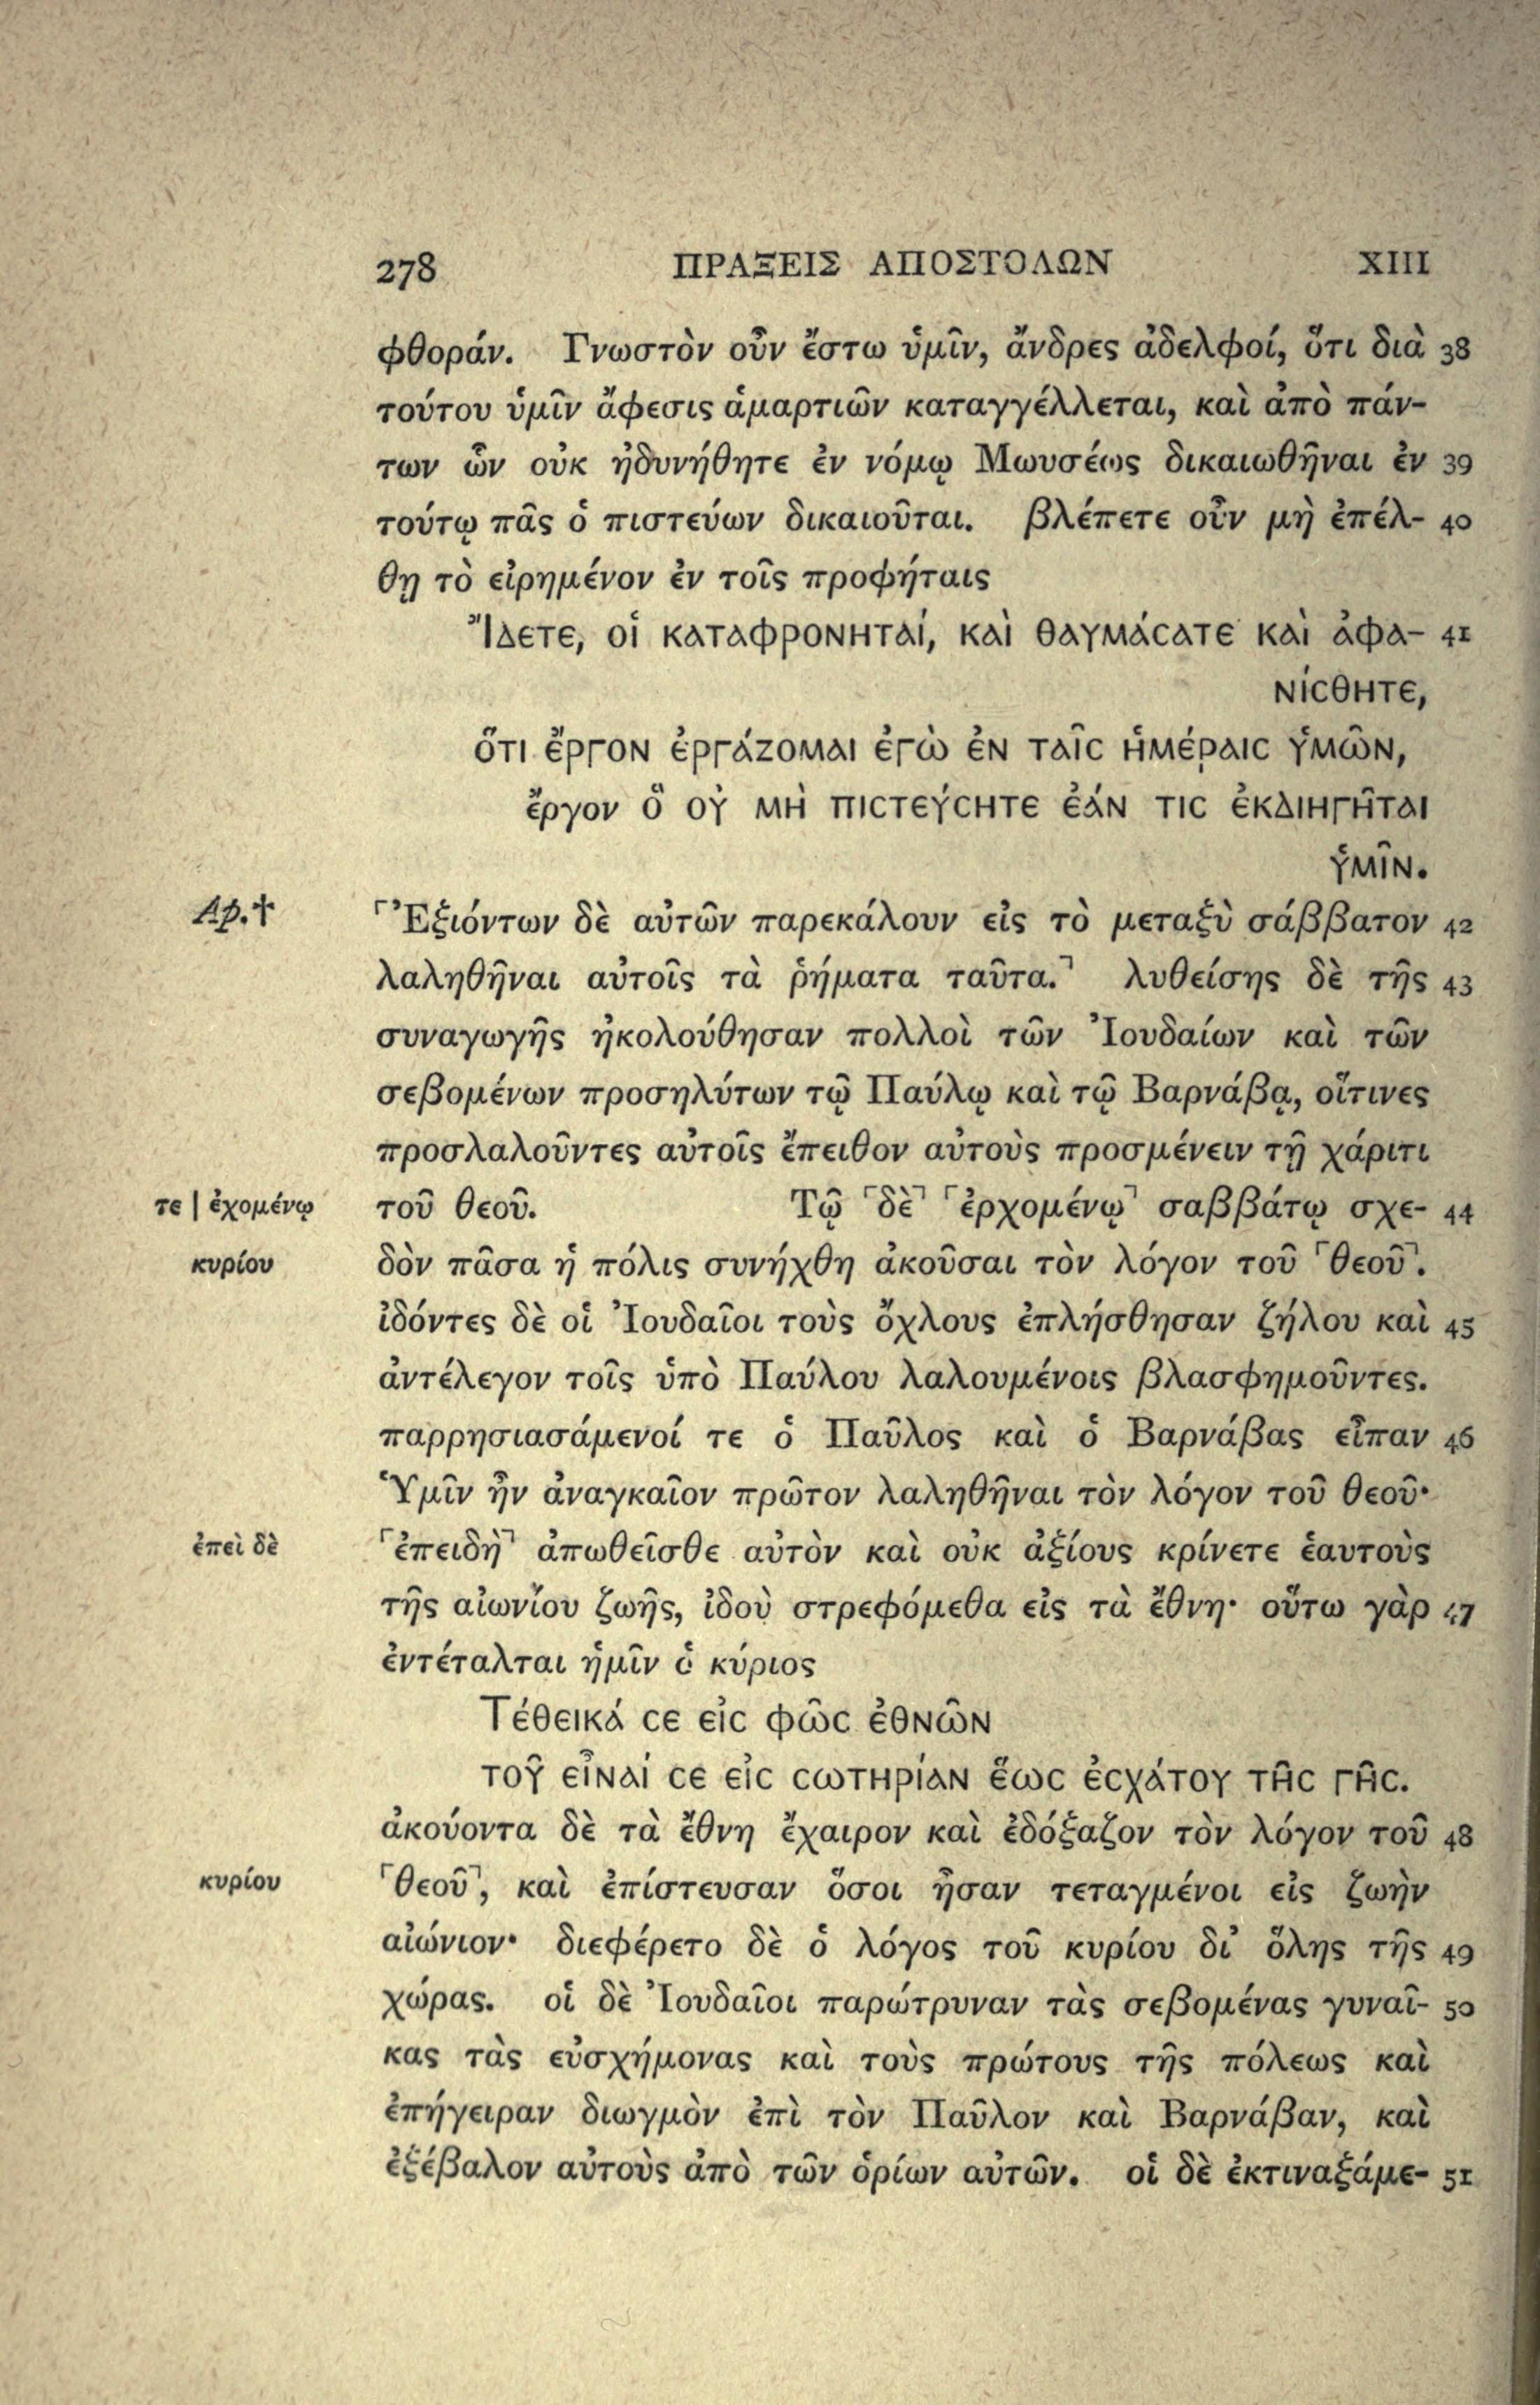 278 ΠΡΑΞΕΙΣ ΑΠΟΣΤΟΛΩΝ XIII
φθοράν. Γνωστὸν οὖν ἔστω ὑμῖν, ἄνδρες ἀδελφοί, ὅτι διὰ 38
τούτου ὑμῖν ἄφεσις ἁμαρτιῶν καταγγέλλεται, καὶ ἀπὸ πάν-
των ὧν οὐκ ἠδυνήθητε ἐν νόμῳ Μωυσέως δικαιωθῆναι ἐν 39
τούτῳ πᾶς ὁ πιστεύων δικαιοῦται. βλέπετε οὖν μὴ ἐπέλ- 40
θῃ τὸ εἰρημένον ἐν τοῖς προφήταις
Ἴδετε, οἱ καταφρονηταί, καὶ θαυμάσατε καὶ ἀφα- 41
νίσθητε,
ὅτι ἔργον ἐργάζομαι ἐγὼ ἐν ταῖς ἡμέραις ὑμῶν,
ἔργον ὃ οὐ μὴ πιστεύσητε ἐάν τις ἐκδιηγῆται
ὑμῖν.
Ap.† ⌜Ἐξιόντων δὲ αὐτῶν παρεκάλουν εἰς τὸ μεταξὺ σάββατον 42
λαληθῆναι αὐτοῖς τὰ ῥήματα ταῦτα.⌝ λυθείσης δὲ τῆς 43
συναγωγῆς ἠκολούθησαν πολλοὶ τῶν Ἰουδαίων καὶ τῶν
σεβομένων προσηλύτων τῷ Παύλῳ καὶ τῷ Βαρνάβᾳ, οἵτινες
προσλαλοῦντες αὐτοῖς ἔπειθον αὐτοὺς προσμένειν τῇ χάριτι
τε | ἐχομένῳ τοῦ θεοῦ. Τῷ ⌜δὲ⌝ ⌜ἐρχομένῳ⌝ σαββάτῳ σχε- 44
κυρίου δὸν πᾶσα ἡ πόλις συνήχθη ἀκοῦσαι τὸν λόγον τοῦ ⌜θεοῦ⌝.
ἰδόντες δὲ οἱ Ἰουδαῖοι τοὺς ὄχλους ἐπλήσθησαν ζήλου καὶ 45
ἀντέλεγον τοῖς ὑπὸ Παύλου λαλουμένοις βλασφημοῦντες.
παρρησιασάμενοί τε ὁ Παῦλος καὶ ὁ Βαρνάβας εἶπαν 46
Ὑμῖν ἦν ἀναγκαῖον πρῶτον λαληθῆναι τὸν λόγον τοῦ θεοῦ·
ἐπεὶ δὲ ⌜ἐπειδὴ⌝ ἀπωθεῖσθε αὐτὸν καὶ οὐκ ἀξίους κρίνετε ἑαυτοὺς
τῆς αἰωνίου ζωῆς, ἰδοὺ στρεφόμεθα εἰς τὰ ἔθνη· οὕτω γὰρ 47
ἐντέταλται ἡμῖν ὁ κύριος
Τέθεικά σε εἰς φῶς ἐθνῶν
τοῦ εἶναί σε εἰς σωτηρίαν ἕως ἐσχάτου τῆς γῆς.
ἀκούοντα δὲ τὰ ἔθνη ἔχαιρον καὶ ἐδόξαζον τὸν λόγον τοῦ 48
κυρίου ⌜θεοῦ⌝, καὶ ἐπίστευσαν ὅσοι ἦσαν τεταγμένοι εἰς ζωὴν
αἰώνιον· διεφέρετο δὲ ὁ λόγος τοῦ κυρίου δι' ὅλης τῆς 49
χώρας. οἱ δὲ Ἰουδαῖοι παρώτρυναν τὰς σεβομένας γυναῖ- 50
κας τὰς εὐσχήμονας καὶ τοὺς πρώτους τῆς πόλεως καὶ
ἐπήγειραν διωγμὸν ἐπὶ τὸν Παῦλον καὶ Βαρνάβαν, καὶ
ἐξέβαλον αὐτοὺς ἀπὸ τῶν ὁρίων αὐτῶν. οἱ δὲ ἐκτιναξάμε- 51